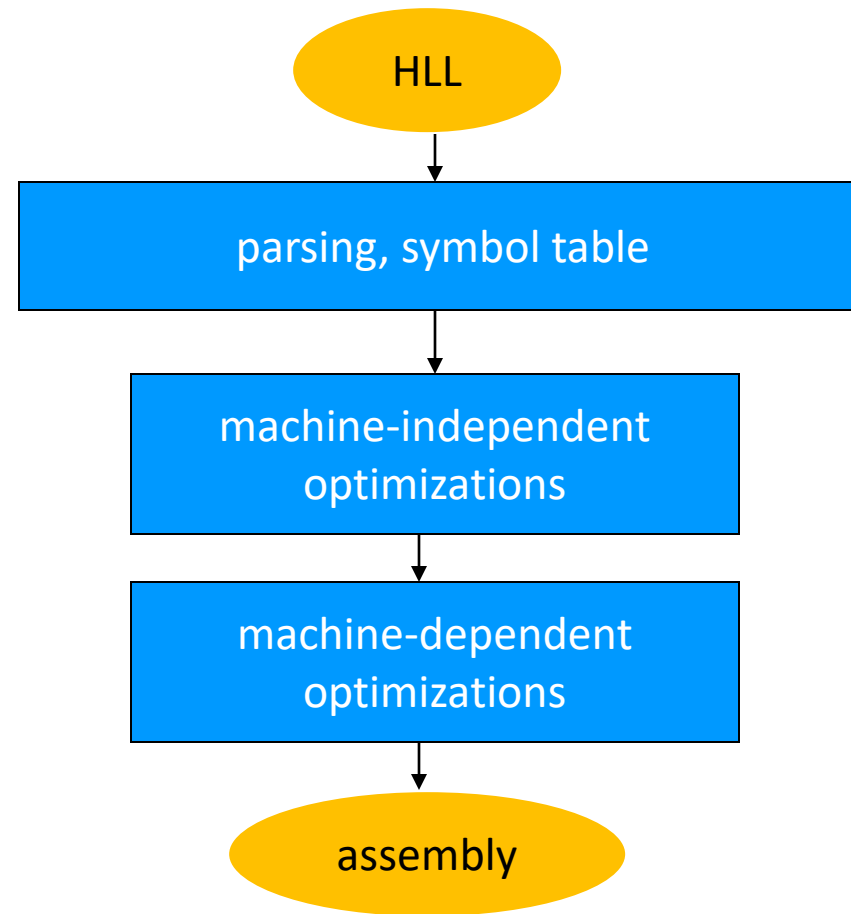 HLL
parsing, symbol table
machine-independent
optimizations
machine-dependent
optimizations
assembly